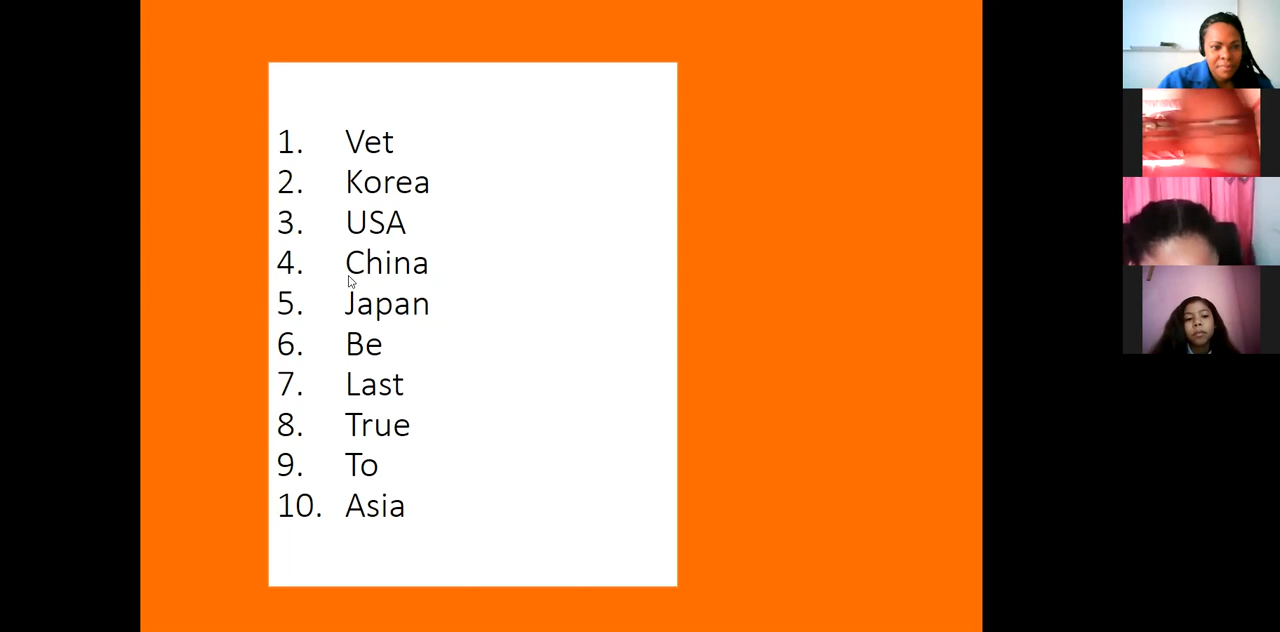 1. Vet
2. Korea
3. USA
4. China
5. Japan
6. Be
7. Last
8. True
9. To
10. Asia